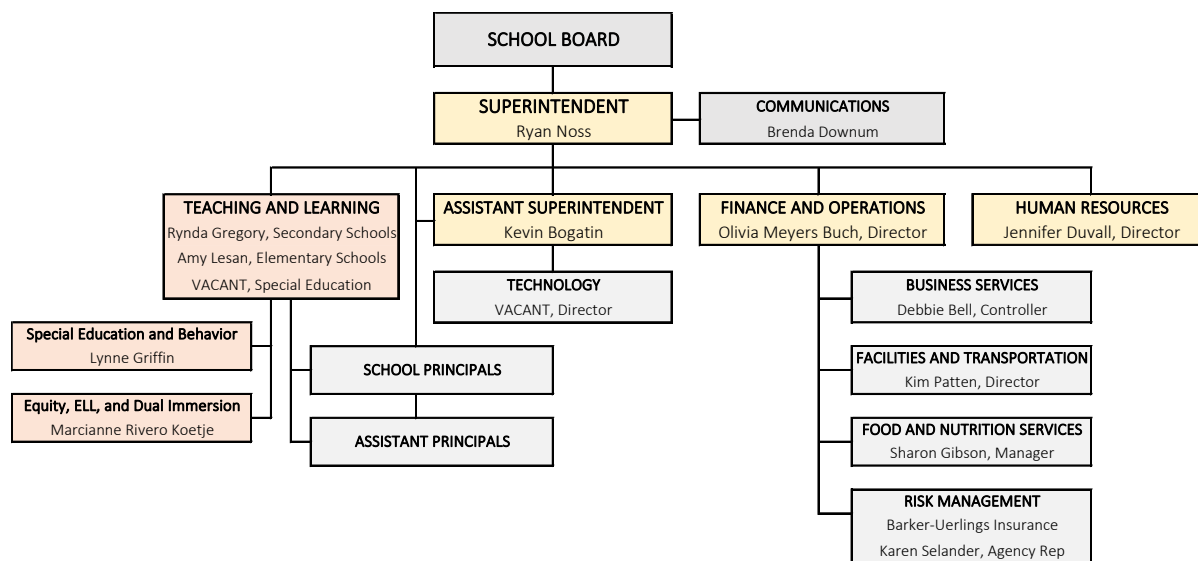 SCHOOL BOARD
SUPERINTENDENT
Ryan Noss
COMMUNICATIONS
Brenda Downum
TEACHING AND LEARNING
Rynda Gregory, Secondary Schools
Amy Lesan, Elementary Schools
VACANT, Special Education
ASSISTANT SUPERINTENDENT
Kevin Bogatin
FINANCE AND OPERATIONS
Olivia Meyers Buch, Director
HUMAN RESOURCES
Jennifer Duvall, Director
TECHNOLOGY
VACANT, Director
BUSINESS SERVICES
Debbie Bell, Controller
Special Education and Behavior
Lynne Griffin
SCHOOL PRINCIPALS
FACILITIES AND TRANSPORTATION
Kim Patten, Director
Equity, ELL, and Dual Immersion
Marcianne Rivero Koetje
ASSISTANT PRINCIPALS
FOOD AND NUTRITION SERVICES
Sharon Gibson, Manager
RISK MANAGEMENT
Barker-Uerlings Insurance
Karen Selander, Agency Rep